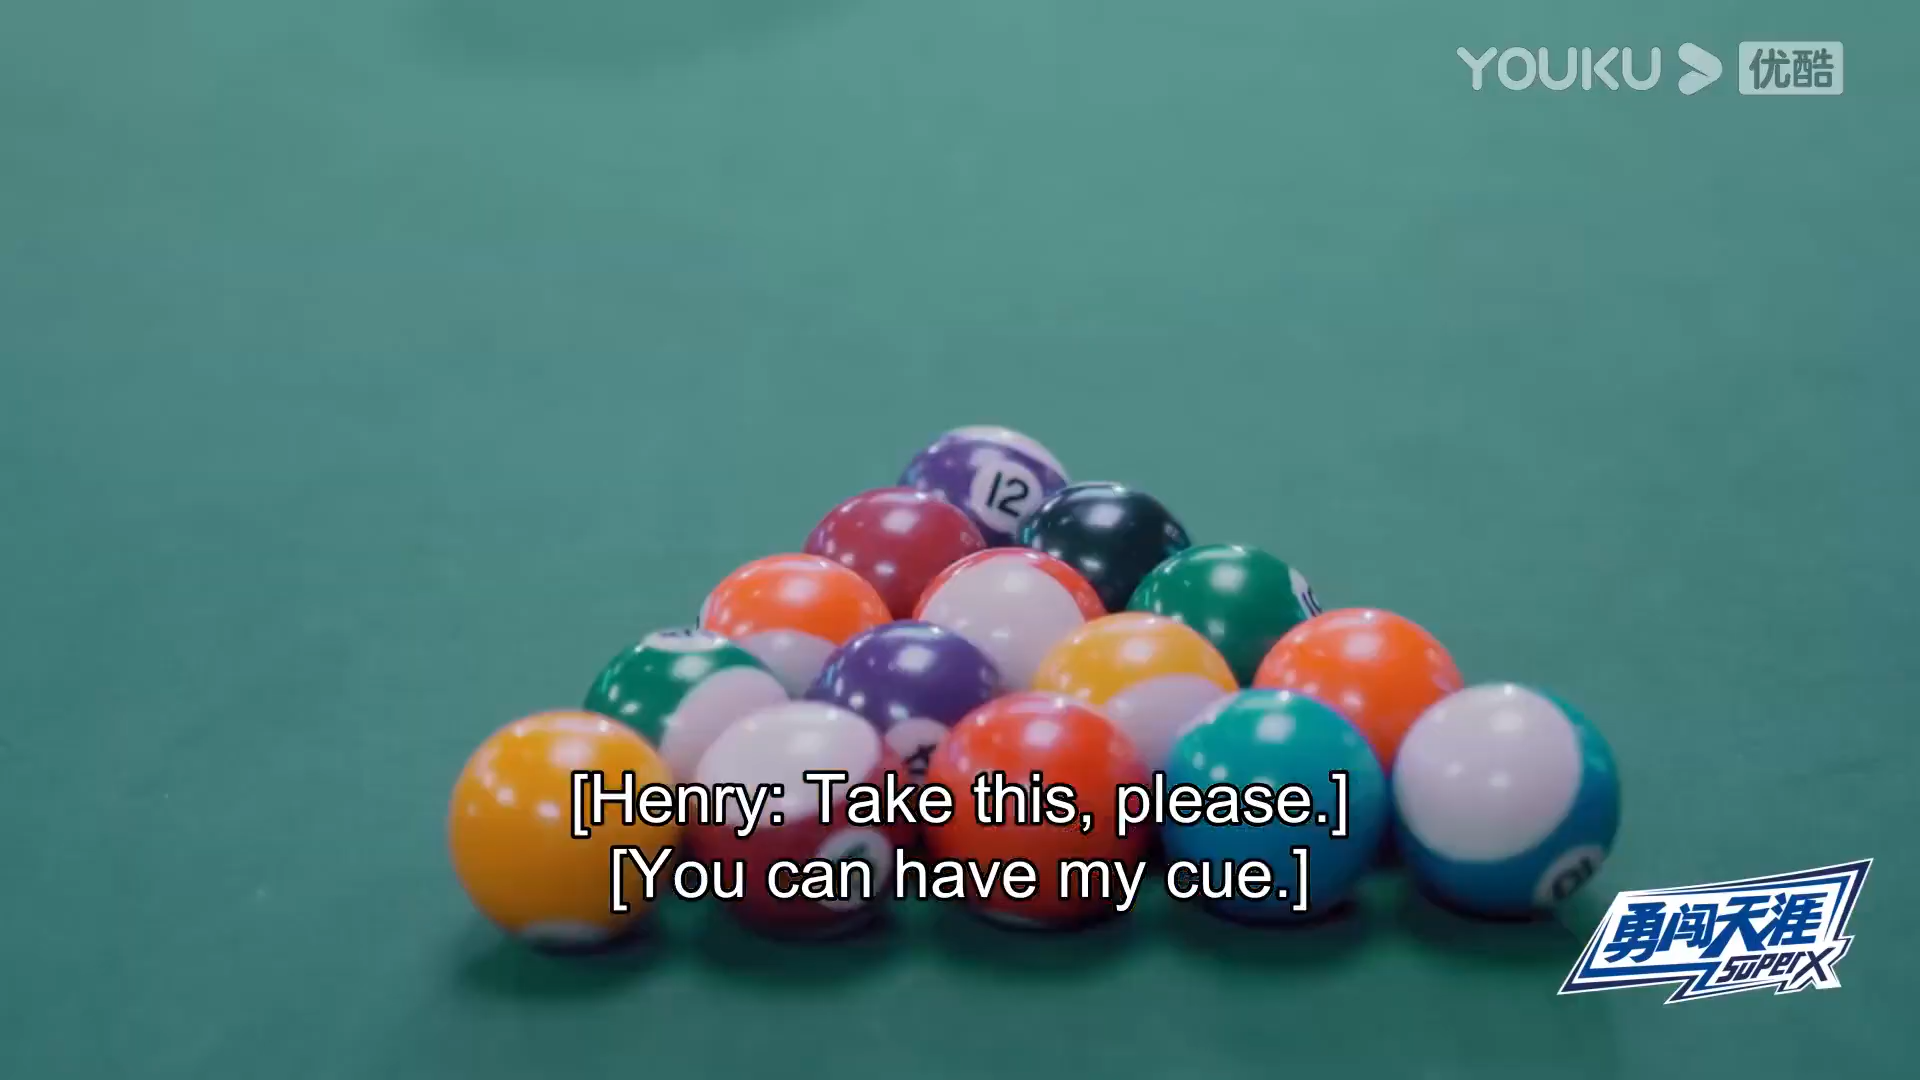 YOUKU 优酷
12
[Henry: Take this, please.]
[You can have my cue.]
勇闯天涯
SUPERX